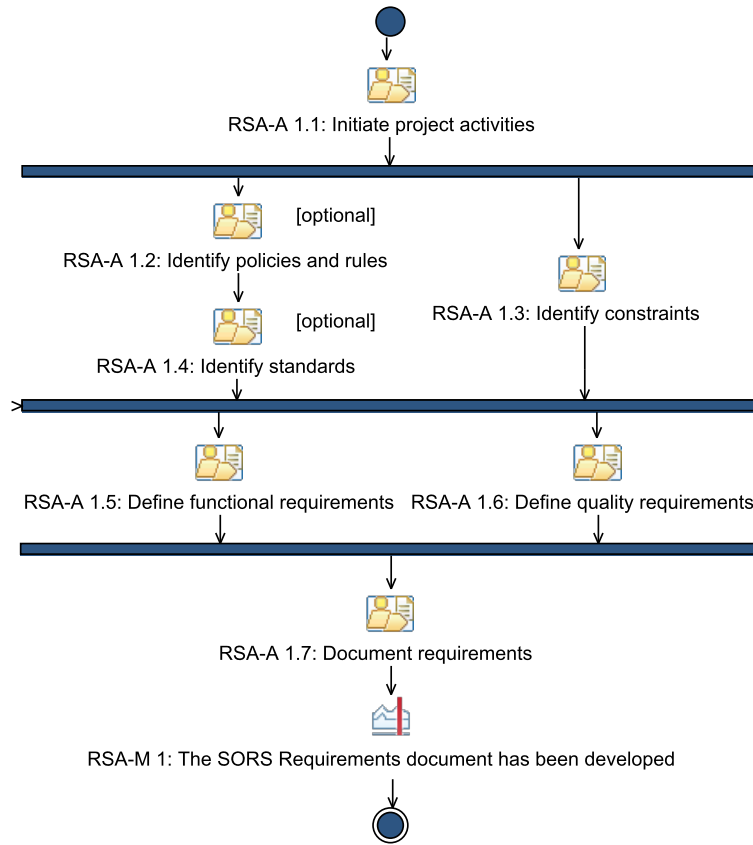 RSA-A 1.1: Initiate project activities
[optional]
RSA-A 1.2: Identify policies and rules
RSA-A 1.3: Identify constraints
[optional]
RSA-A 1.4: Identify standards
RSA-A 1.5: Define functional requirements
RSA-A 1.6: Define quality requirements
RSA-A 1.7: Document requirements
RSA-M 1: The SORS Requirements document has been developed